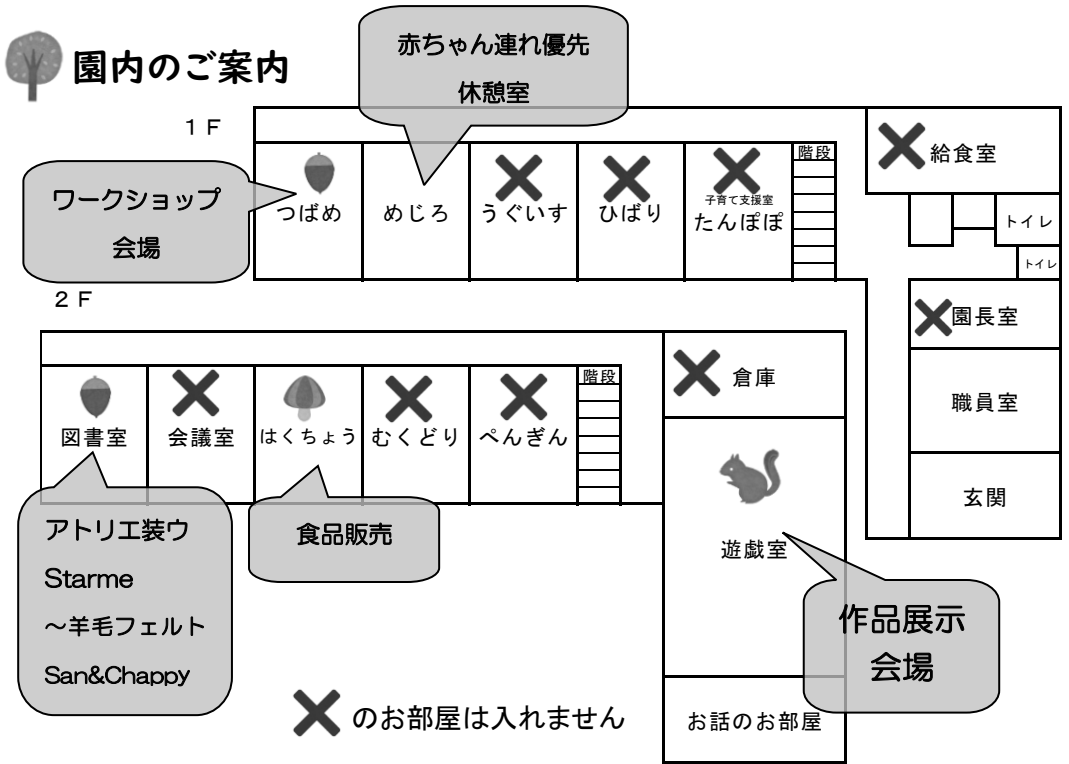 園内のご案内
赤ちゃん連れ優先
休憩室
１Ｆ
ワークショップ
会場
つばめ
めじろ
うぐいす
ひばり
子育て支援室
たんぽぽ
階段
給食室
トイレ
トイレ
園長室
職員室
玄関
２Ｆ
図書室
会議室
はくちょう
むくどり
ぺんぎん
階段
倉庫
遊戯室
お話のお部屋
アトリエ装ウ
Starme
～羊毛フェルト
San&Chappy
食品販売
作品展示
会場
のお部屋は入れません